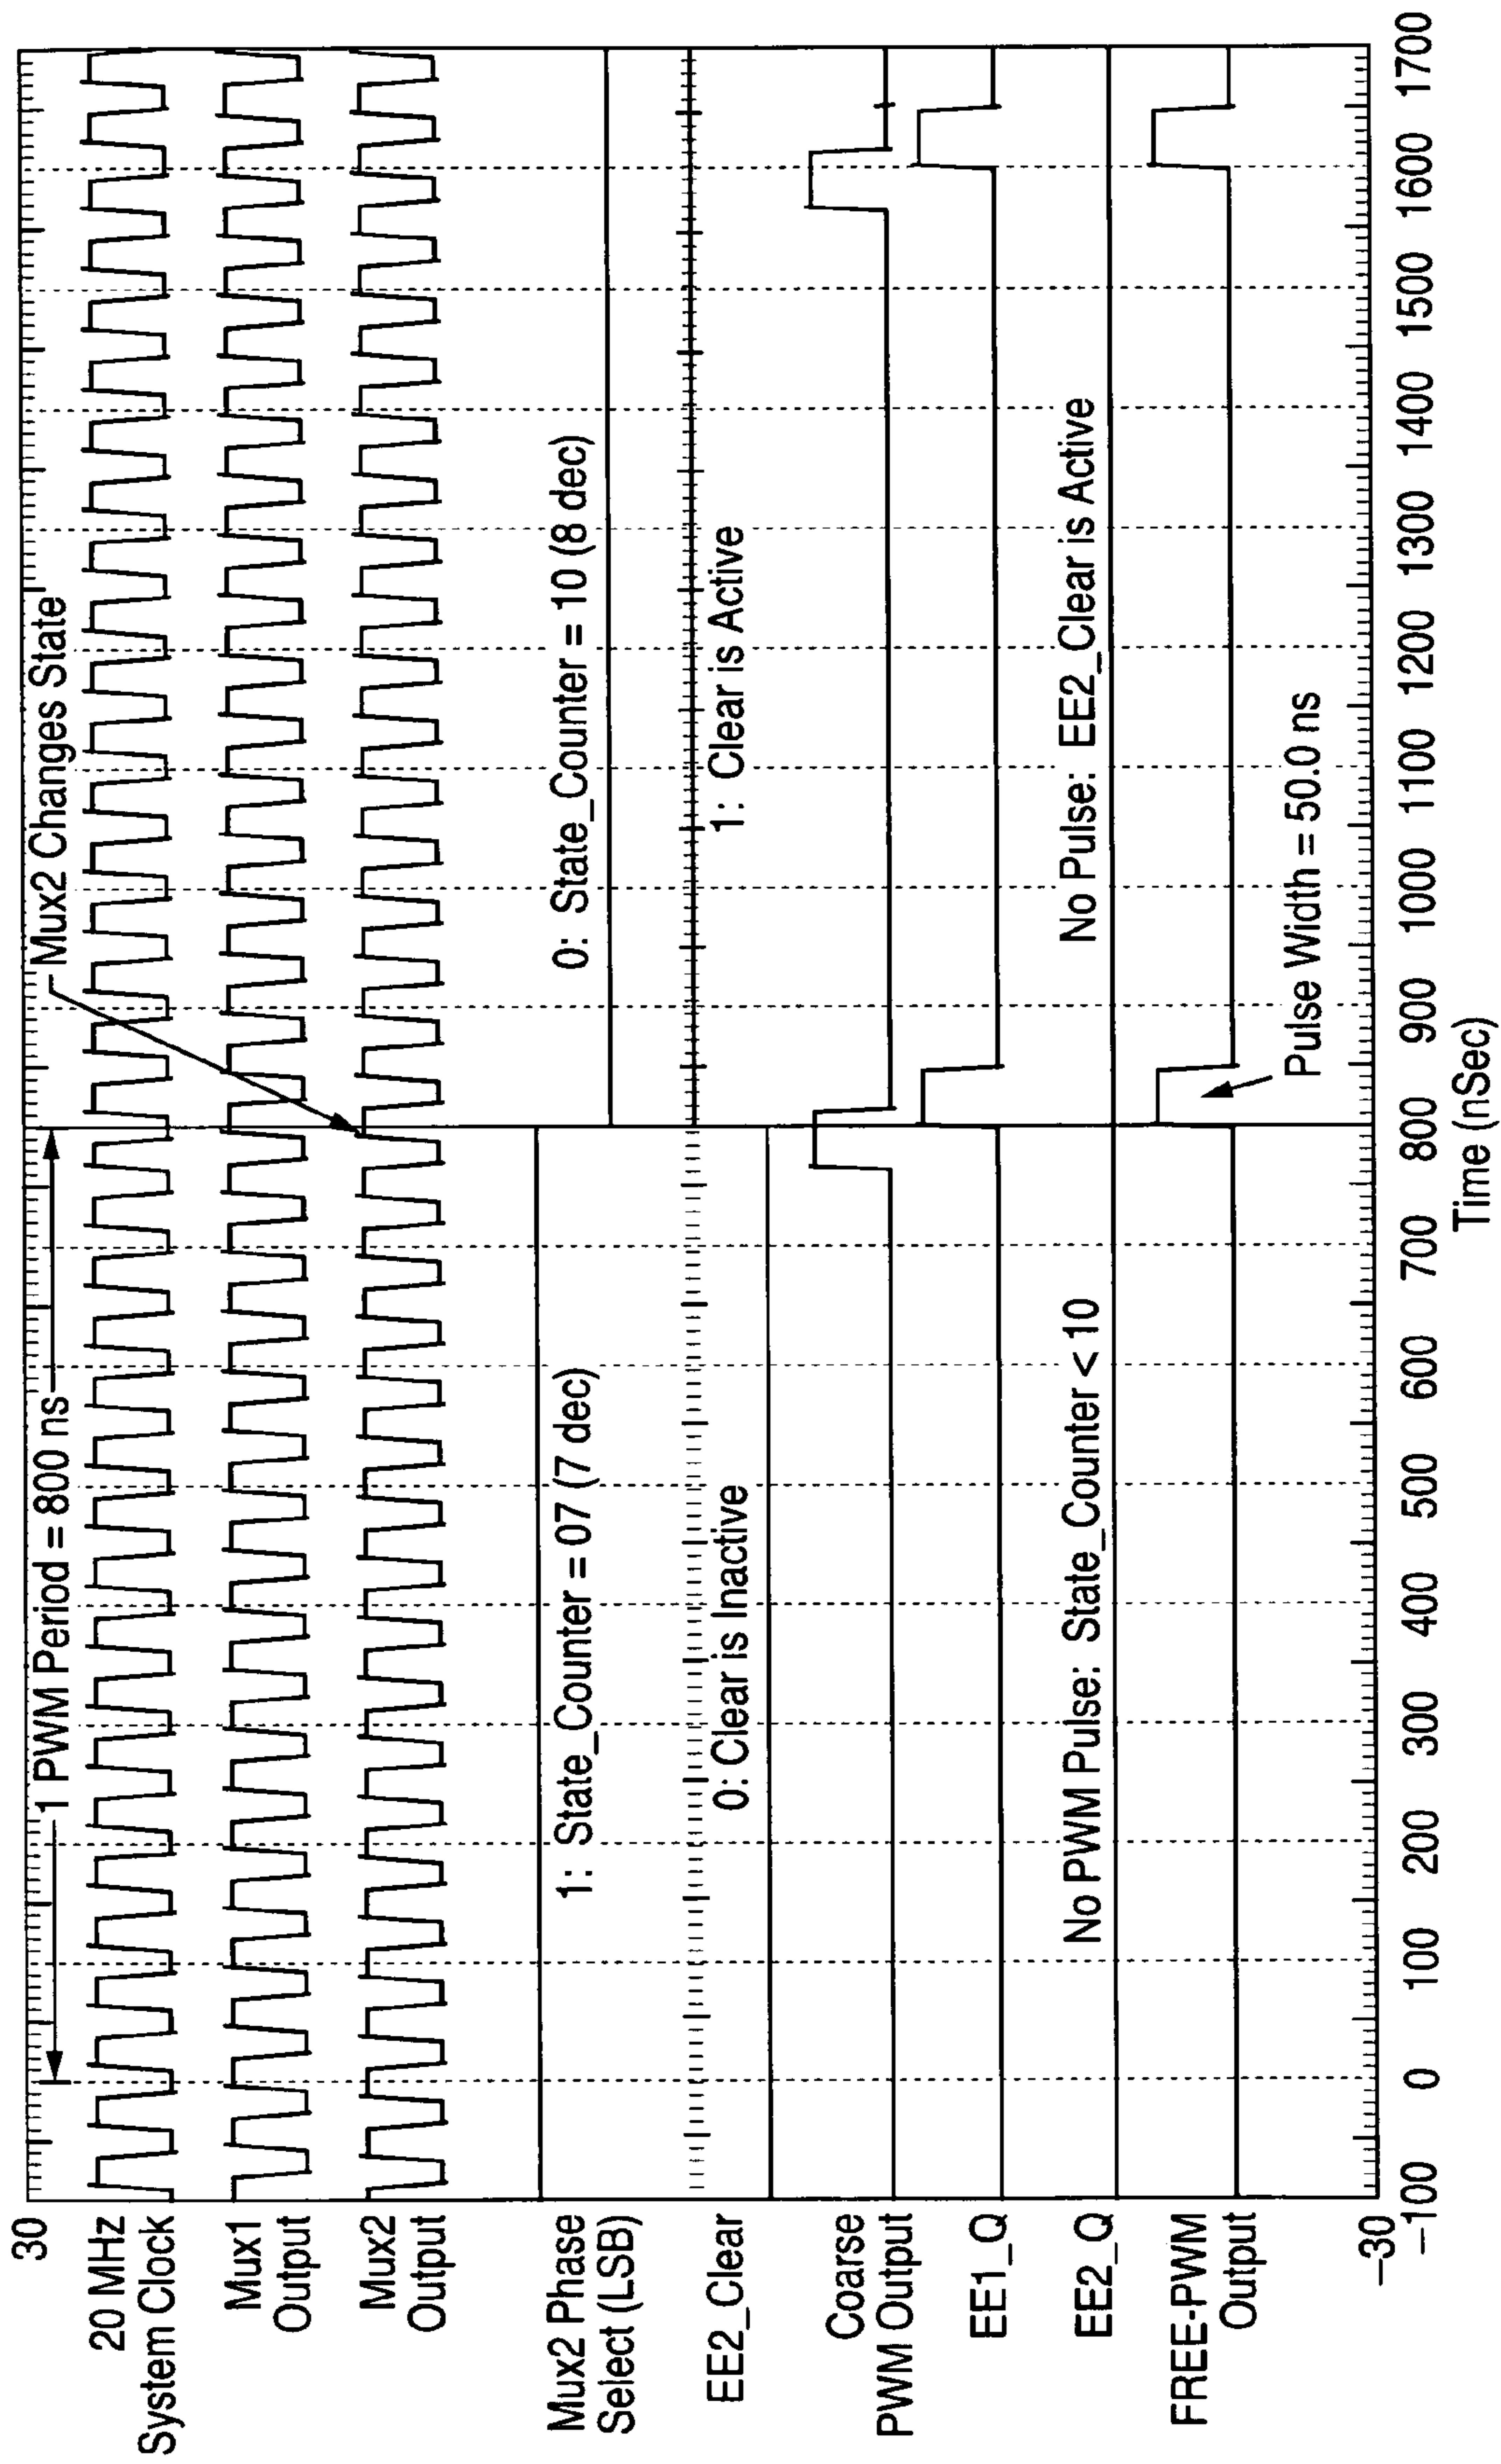 30
1 PWM Period = 800 ns
Mux2 Changes State
20 MHz
System Clock
Mux1
Output
Mux2
Output
Mux2 Phase
Select (LSB)
1: State_Counter = 07 (7 dec)
0: State_Counter = 10 (8 dec)
EE2_Clear
0: Clear is Inactive
1: Clear is Active
Coarse
PWM Output
EE1_Q
No PWM Pulse: State_Counter < 10
No Pulse: EE2_Clear is Active
EE2_Q
FREE-PWM
Output
Pulse Width = 50.0 ns
–30
–100 0 100 200 300 400 500 600 700 800 900 1000 1100 1200 1300 1400 1500 1600 1700
Time (nSec)